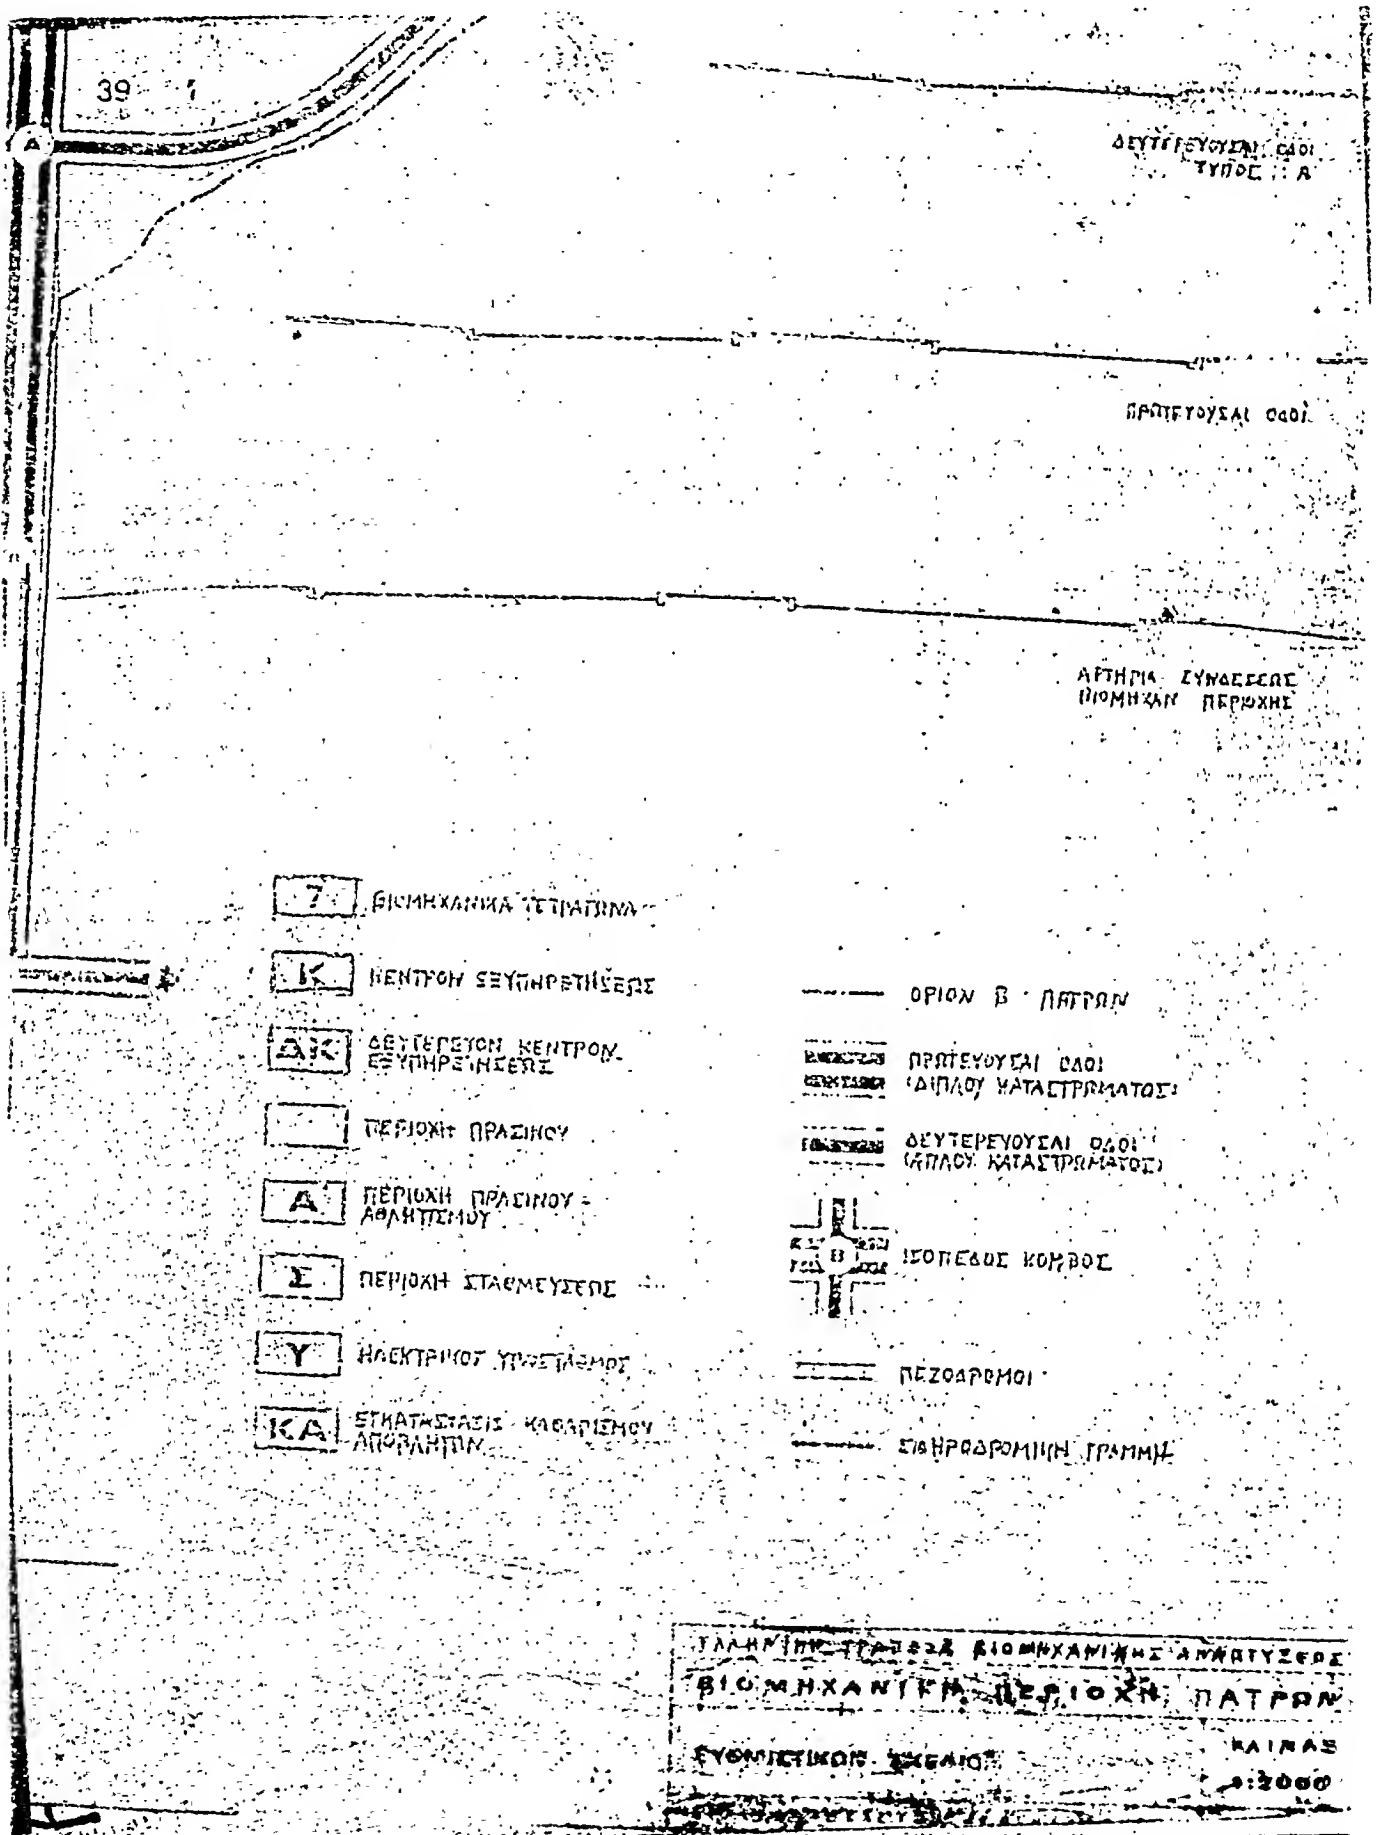 39
A
ΔΕΥΤΕΡΕΥΟΥΣΑΙ ΟΔΟΙ
ΤΥΠΟΣ : Α
ΠΡΩΤΕΥΟΥΣΑΙ ΟΔΟΙ
ΑΡΤΗΡΙΑ ΣΥΝΔΕΣΕΩΣ
ΒΙΟΜΗΧΑΝ ΠΕΡΙΟΧΗΣ
7 ΒΙΟΜΗΧΑΝΙΚΑ ΤΕΤΡΑΓΩΝΑ
Κ ΚΕΝΤΡΟΝ ΕΞΥΠΗΡΕΤΗΣΕΩΣ
ΔΚ ΔΕΥΤΕΡΕΥΟΝ ΚΕΝΤΡΟΝ
ΕΞΥΠΗΡΕΤΗΣΕΩΣ
ΠΕΡΙΟΧΗ ΠΡΑΣΙΝΟΥ
Α ΠΕΡΙΟΧΗ ΠΡΑΣΙΝΟΥ -
ΑΘΛΗΤΙΣΜΟΥ
Σ ΠΕΡΙΟΧΗ ΣΤΑΘΜΕΥΣΕΩΣ
Υ ΗΛΕΚΤΡΙΚΟΣ ΥΠΟΣΤΑΘΜΟΣ
ΚΑ ΕΓΚΑΤΑΣΤΑΣΙΣ ΚΑΘΑΡΙΣΜΟΥ
ΑΠΟΒΛΗΤΩΝ
ΟΡΙΟΝ Β · ΠΑΤΡΩΝ
ΠΡΩΤΕΥΟΥΣΑΙ ΟΔΟΙ
(ΔΙΠΛΟΥ ΚΑΤΑΣΤΡΩΜΑΤΟΣ)
ΔΕΥΤΕΡΕΥΟΥΣΑΙ ΟΔΟΙ
(ΑΠΛΟΥ ΚΑΤΑΣΤΡΩΜΑΤΟΣ)
Β ΙΣΟΠΕΔΟΣ ΚΟΜΒΟΣ
ΠΕΖΟΔΡΟΜΟΙ
ΣΙΔΗΡΟΔΡΟΜΙΚΗ ΓΡΑΜΜΗ
ΕΛΛΗΝΙΚΗ ΤΡΑΠΕΖΑ ΒΙΟΜΗΧΑΝΙΚΗΣ ΑΝΑΠΤΥΞΕΩΣ
ΒΙΟΜΗΧΑΝΙΚΗ ΠΕΡΙΟΧΗ ΠΑΤΡΩΝ
ΡΥΘΜΙΣΤΙΚΟΝ ΣΧΕΔΙΟΝ
ΚΛΙΜΑΞ
1:2000